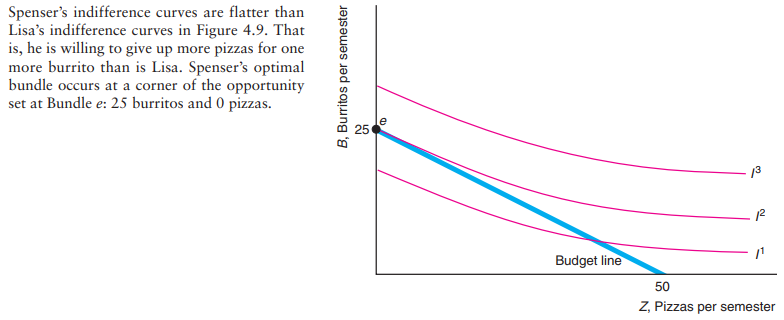 Spenser's indifference curves are flatter than
Lisa's indifference curves in Figure 4.9. That
is, he is willing to give up more pizzas for one
more burrito than is Lisa. Spenser's optimal
bundle occurs at a corner of the opportunity
set at Bundle e: 25 burritos and 0 pizzas.
B, Burritos per semester
25
e
I³
I²
I¹
Budget line
50
Z, Pizzas per semester